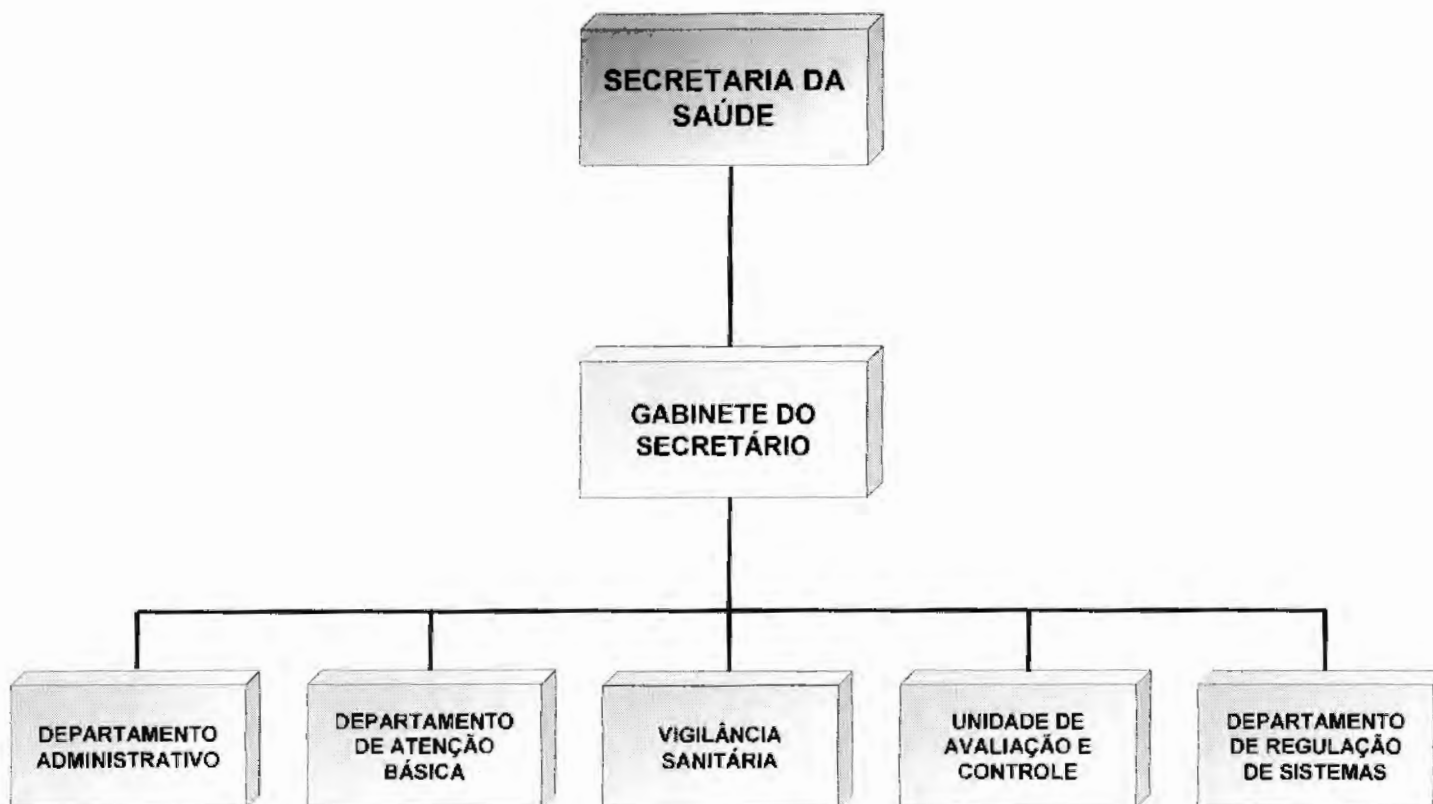 SECRETARIA DA
SAÚDE
GABINETE DO
SECRETÁRIO
DEPARTAMENTO
ADMINISTRATIVO
DEPARTAMENTO
DE ATENÇÃO
BÁSICA
VIGILÂNCIA
SANITÁRIA
UNIDADE DE
AVALIAÇÃO E
CONTROLE
DEPARTAMENTO
DE REGULAÇÃO
DE SISTEMAS